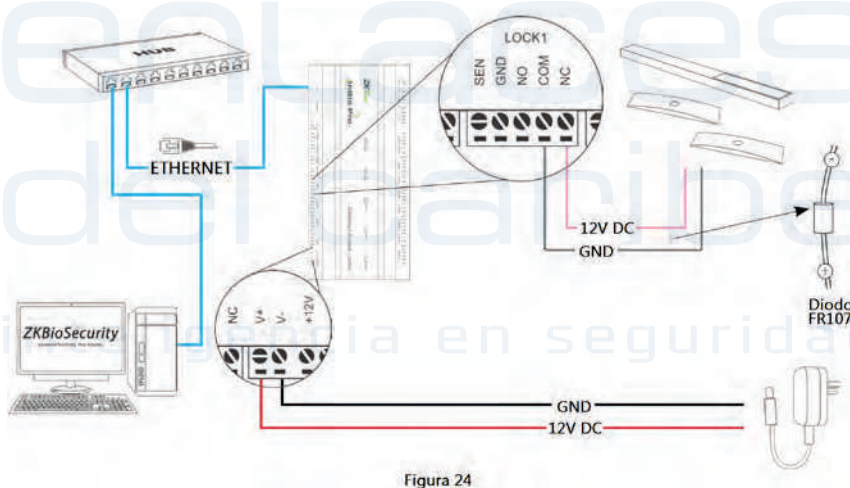 enlaces
del caribe
inteligencia en seguridad
HUB
ETHERNET
ZKBioSecurity
LOCK1
SEN
GND
NO
COM
NC
12V DC
GND
Diodo
FR107
NC
V+
V-
+12V
GND
12V DC
Figura 24